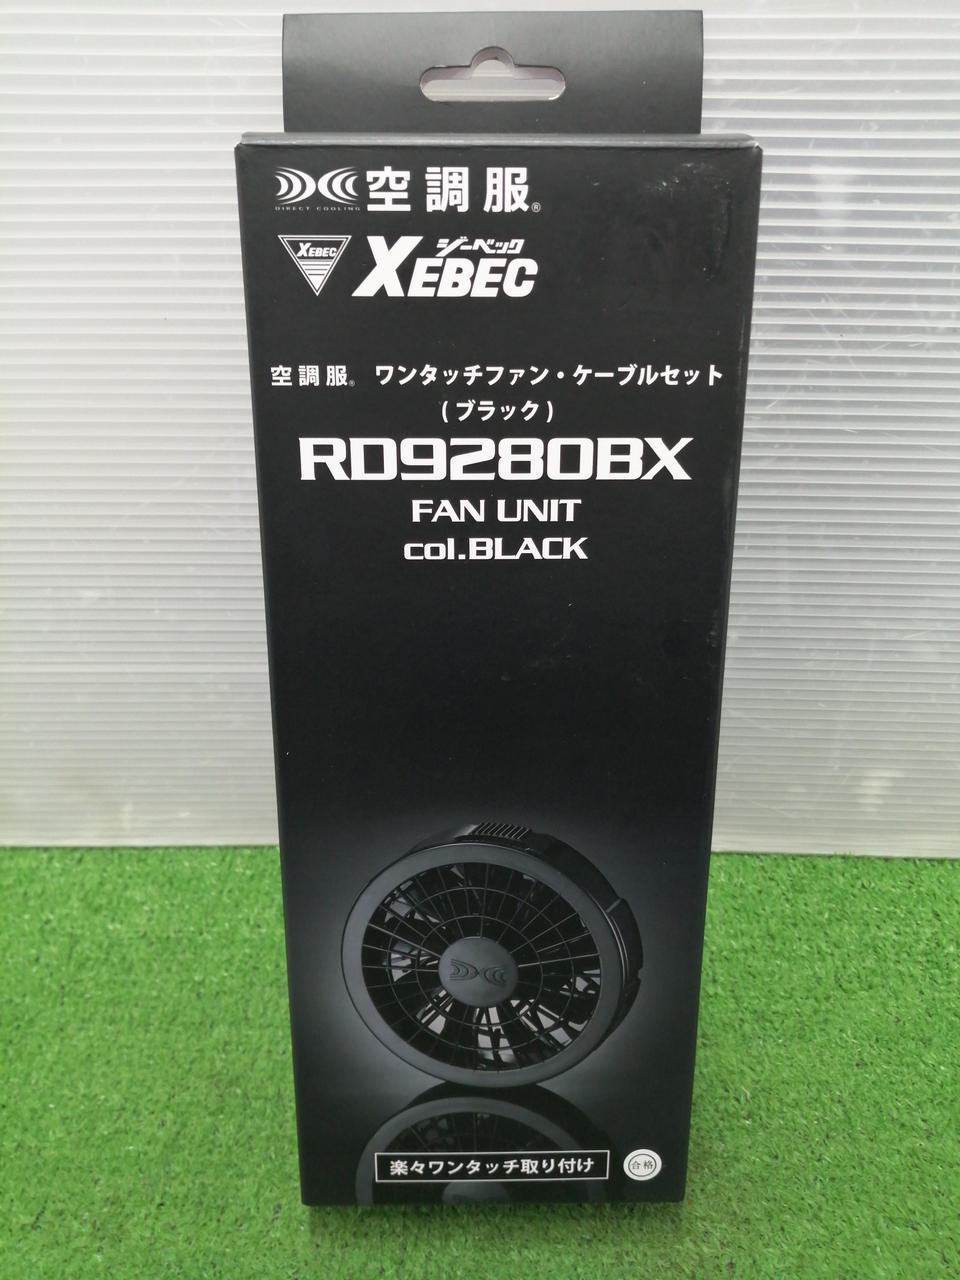 空調服®
DIRECT COOLING
XEBEC
ジーベック
XEBEC
空調服® ワンタッチファン・ケーブルセット
(ブラック)
RD9280BX
FAN UNIT
col.BLACK
楽々ワンタッチ取り付け
合格